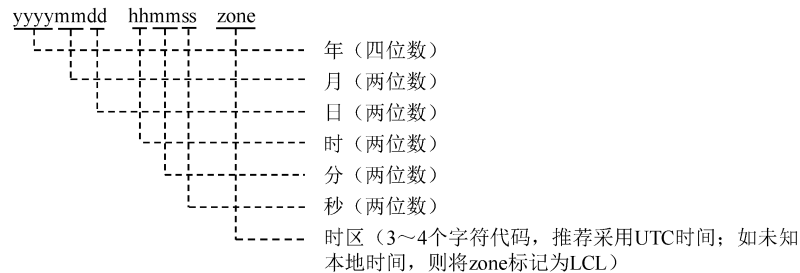 yyyymmdd hhmmss zone
年（四位数）
月（两位数）
日（两位数）
时（两位数）
分（两位数）
秒（两位数）
时区（3～4个字符代码，推荐采用UTC时间；如未知
本地时间，则将zone标记为LCL）